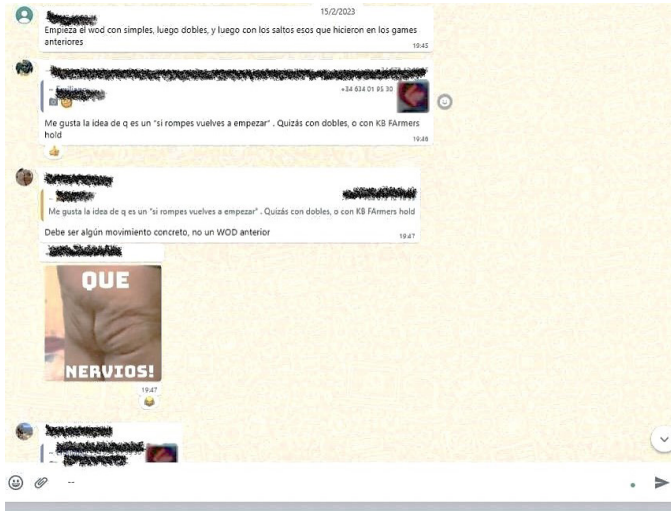 15/2/2023
Empieza el wod con simples, luego dobles, y luego con los saltos esos que hicieron en los games
anteriores
19:45
+34 634 01 85 30
Me gusta la idea de q es un "si rompes vuelves a empezar" . Quizás con dobles, o con KB FArmers
hold
19:46
Me gusta la idea de q es un "si rompes vuelves a empezar" . Quizás con dobles, o con KB FArmers hold
Debe ser algún movimiento concreto, no un WOD anterior
19:47
QUE
NERVIOS!
19:47
--